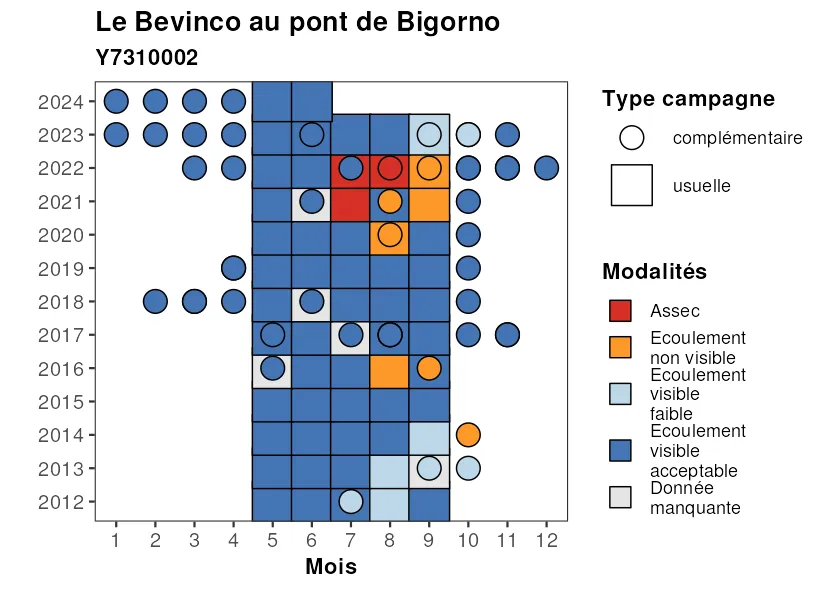 Le Bevinco au pont de Bigorno
Y7310002
2024
2023
2022
2021
2020
2019
2018
2017
2016
2015
2014
2013
2012
1 2 3 4 5 6 7 8 9 10 11 12
Mois
Type campagne
complémentaire
usuelle
Modalités
Assec
Ecoulement
non visible
Ecoulement
visible
faible
Ecoulement
visible
acceptable
Donnée
manquante